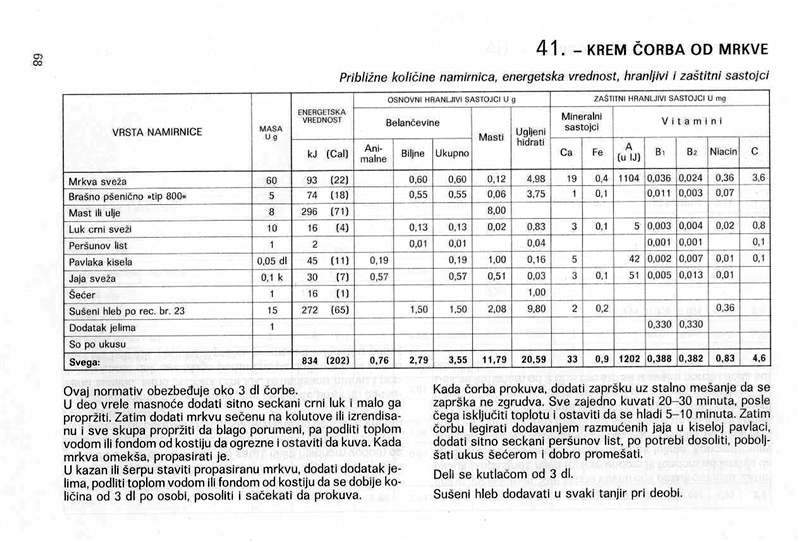 68
41. – KREM ČORBA OD MRKVE
Približne količine namirnica, energetska vrednost, hranljivi i zaštitni sastojci
VRSTA NAMIRNICE MASA U g ENERGETSKA VREDNOST OSNOVNI HRANLJIVI SASTOJCI U g ZAŠTITNI HRANLJIVI SASTOJCI U mg
Belančevine Masti Ugljeni hidrati Mineralni sastojci Vitamini
kJ (Cal) Animalne Biljne Ukupno Ca Fe A (u IJ) B1 B2 Niacin C
Mrkva sveža 60 93 (22) 0,60 0,60 0,12 4,98 19 0,4 1104 0,036 0,024 0,36 3,6
Brašno pšenično »tip 800« 5 74 (18) 0,55 0,55 0,06 3,75 1 0,1 0,011 0,003 0,07
Mast ili ulje 8 296 (71) 8,00
Luk crni sveži 10 16 (4) 0,13 0,13 0,02 0,83 3 0,1 5 0,003 0,004 0,02 0,8
Peršunov list 1 2 0,01 0,01 0,04 0,001 0,001 0,1
Pavlaka kisela 0,05 dl 45 (11) 0,19 0,19 1,00 0,16 5 42 0,002 0,007 0,01 0,1
Jaja sveža 0,1 k 30 (7) 0,57 0,57 0,51 0,03 3 0,1 51 0,005 0,013 0,01
Šećer 1 16 (1) 1,00
Sušeni hleb po rec. br. 23 15 272 (65) 1,50 1,50 2,08 9,80 2 0,2 0,36
Dodatak jelima 1 0,330 0,330
So po ukusu
Svega: 834 (202) 0,76 2,79 3,55 11,79 20,59 33 0,9 1202 0,388 0,382 0,83 4,6
Ovaj normativ obezbeđuje oko 3 dl čorbe.
U deo vrele masnoće dodati sitno seckani crni luk i malo ga
propržiti. Zatim dodati mrkvu sečenu na kolutove ili izrendisa-
nu i sve skupa propržiti da blago porumeni, pa podliti toplom
vodom ili fondom od kostiju da ogrezne i ostaviti da kuva. Kada
mrkva omekša, propasirati je.
U kazan ili šerpu staviti propasiranu mrkvu, dodati dodatak je-
lima, podliti toplom vodom ili fondom od kostiju da se dobije ko-
ličina od 3 dl po osobi, posoliti i sačekati da prokuva.
Kada čorba prokuva, dodati zapršku uz stalno mešanje da se
zaprška ne zgrudva. Sve zajedno kuvati 20–30 minuta, posle
čega isključiti toplotu i ostaviti da se hladi 5–10 minuta. Zatim
čorbu legirati dodavanjem razmućenih jaja u kiseloj pavlaci,
dodati sitno seckani peršunov list, po potrebi dosoliti, pobolj-
šati ukus šećerom i dobro promešati.
Deli se kutlačom od 3 dl.
Sušeni hleb dodavati u svaki tanjir pri deobi.